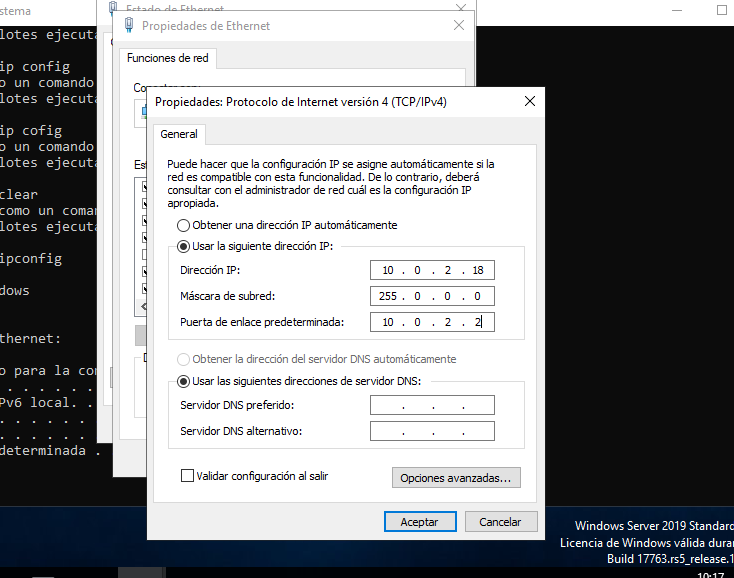 Estado de Ethernet
stema
Propiedades de Ethernet
lotes ejecuta
Funciones de red
ip config
o un comando
lotes ejecuta
Propiedades: Protocolo de Internet versión 4 (TCP/IPv4)
General
ip cofig
o un comando
lotes ejecuta
Puede hacer que la configuración IP se asigne automáticamente si la
red es compatible con esta funcionalidad. De lo contrario, deberá
consultar con el administrador de red cuál es la configuración IP
apropiada.
clear
como un coman
lotes ejecuta
Obtener una dirección IP automáticamente
Usar la siguiente dirección IP:
ipconfig
Dirección IP: 10 . 0 . 2 . 18
dows
Máscara de subred: 255 . 0 . 0 . 0
Puerta de enlace predeterminada: 10 . 0 . 2 . 2
thernet:
Obtener la dirección del servidor DNS automáticamente
o para la con
Usar las siguientes direcciones de servidor DNS:
. . . . . . .
Pv6 local. . .
Servidor DNS preferido: . . .
. . . . . .
. . . . . .
Servidor DNS alternativo: . . .
determinada .
Validar configuración al salir
Opciones avanzadas...
Aceptar
Cancelar
Windows Server 2019 Standard
Licencia de Windows válida duran
Build 17763.rs5_release.1
10:17